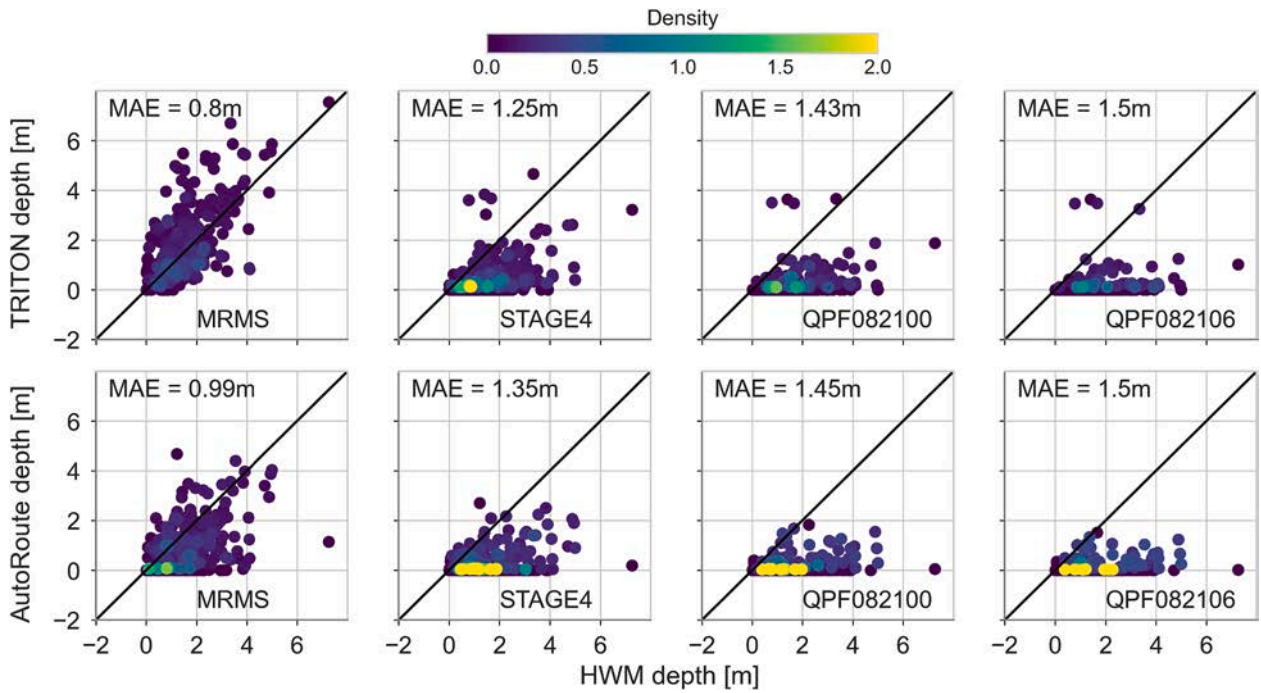 Density
0.0 0.5 1.0 1.5 2.0
TRITON depth [m]
6
4
2
0
−2
MAE = 0.8m
MRMS
MAE = 1.25m
STAGE4
MAE = 1.43m
QPF082100
MAE = 1.5m
QPF082106
AutoRoute depth [m]
6
4
2
0
−2
MAE = 0.99m
MRMS
MAE = 1.35m
STAGE4
MAE = 1.45m
QPF082100
MAE = 1.5m
QPF082106
−2 0 2 4 6 −2 0 2 4 6 −2 0 2 4 6 −2 0 2 4 6
HWM depth [m]